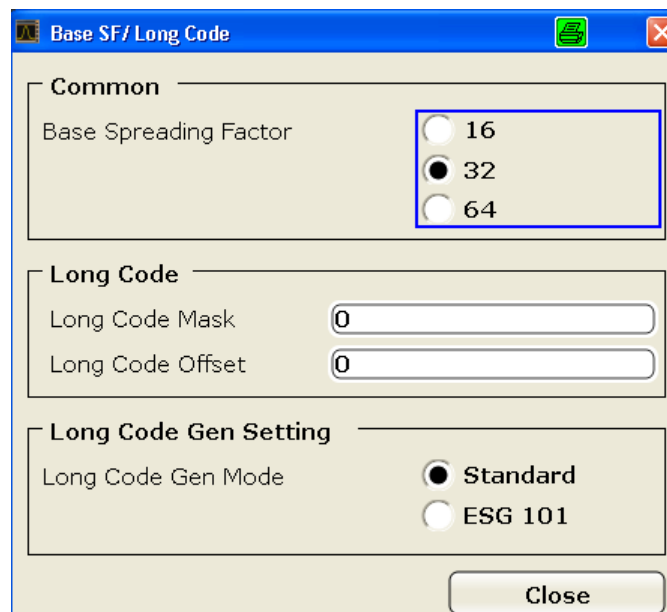 Base SF/ Long Code
Common
Base Spreading Factor
16
32
64
Long Code
Long Code Mask
0
Long Code Offset
0
Long Code Gen Setting
Long Code Gen Mode
Standard
ESG 101
Close